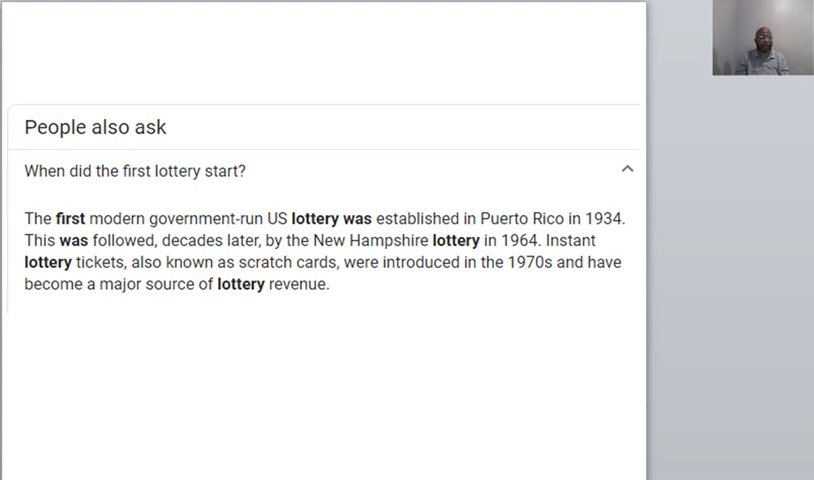 People also ask
When did the first lottery start?
The first modern government-run US lottery was established in Puerto Rico in 1934.
This was followed, decades later, by the New Hampshire lottery in 1964. Instant
lottery tickets, also known as scratch cards, were introduced in the 1970s and have
become a major source of lottery revenue.